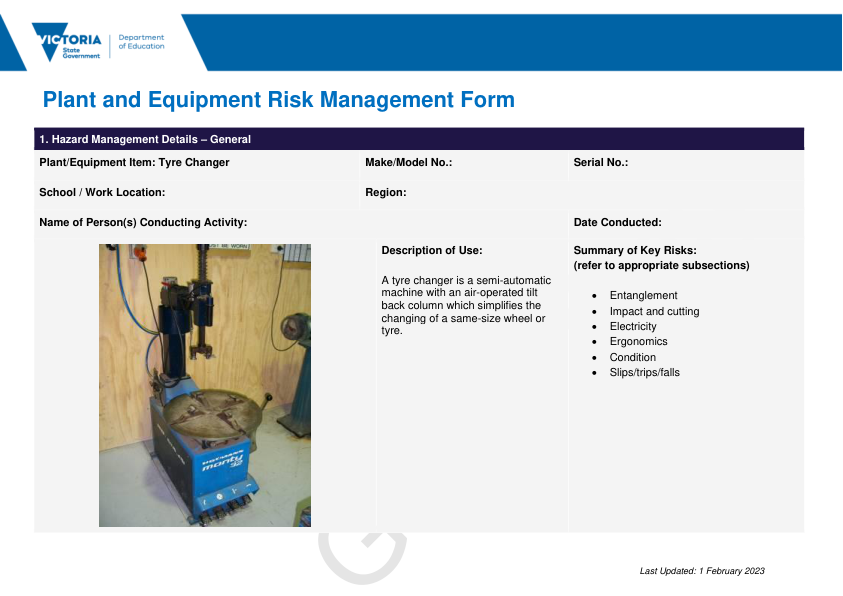 VICTORIA
State
Government
Department
of Education
Plant and Equipment Risk Management Form
1. Hazard Management Details – General
Plant/Equipment Item: Tyre Changer
Make/Model No.:
Serial No.:
School / Work Location:
Region:
Name of Person(s) Conducting Activity:
Date Conducted:
BE WORN
monty
Description of Use:
A tyre changer is a semi-automatic
machine with an air-operated tilt
back column which simplifies the
changing of a same-size wheel or
tyre.
Summary of Key Risks:
(refer to appropriate subsections)
• Entanglement
• Impact and cutting
• Electricity
• Ergonomics
• Condition
• Slips/trips/falls
Last Updated: 1 February 2023